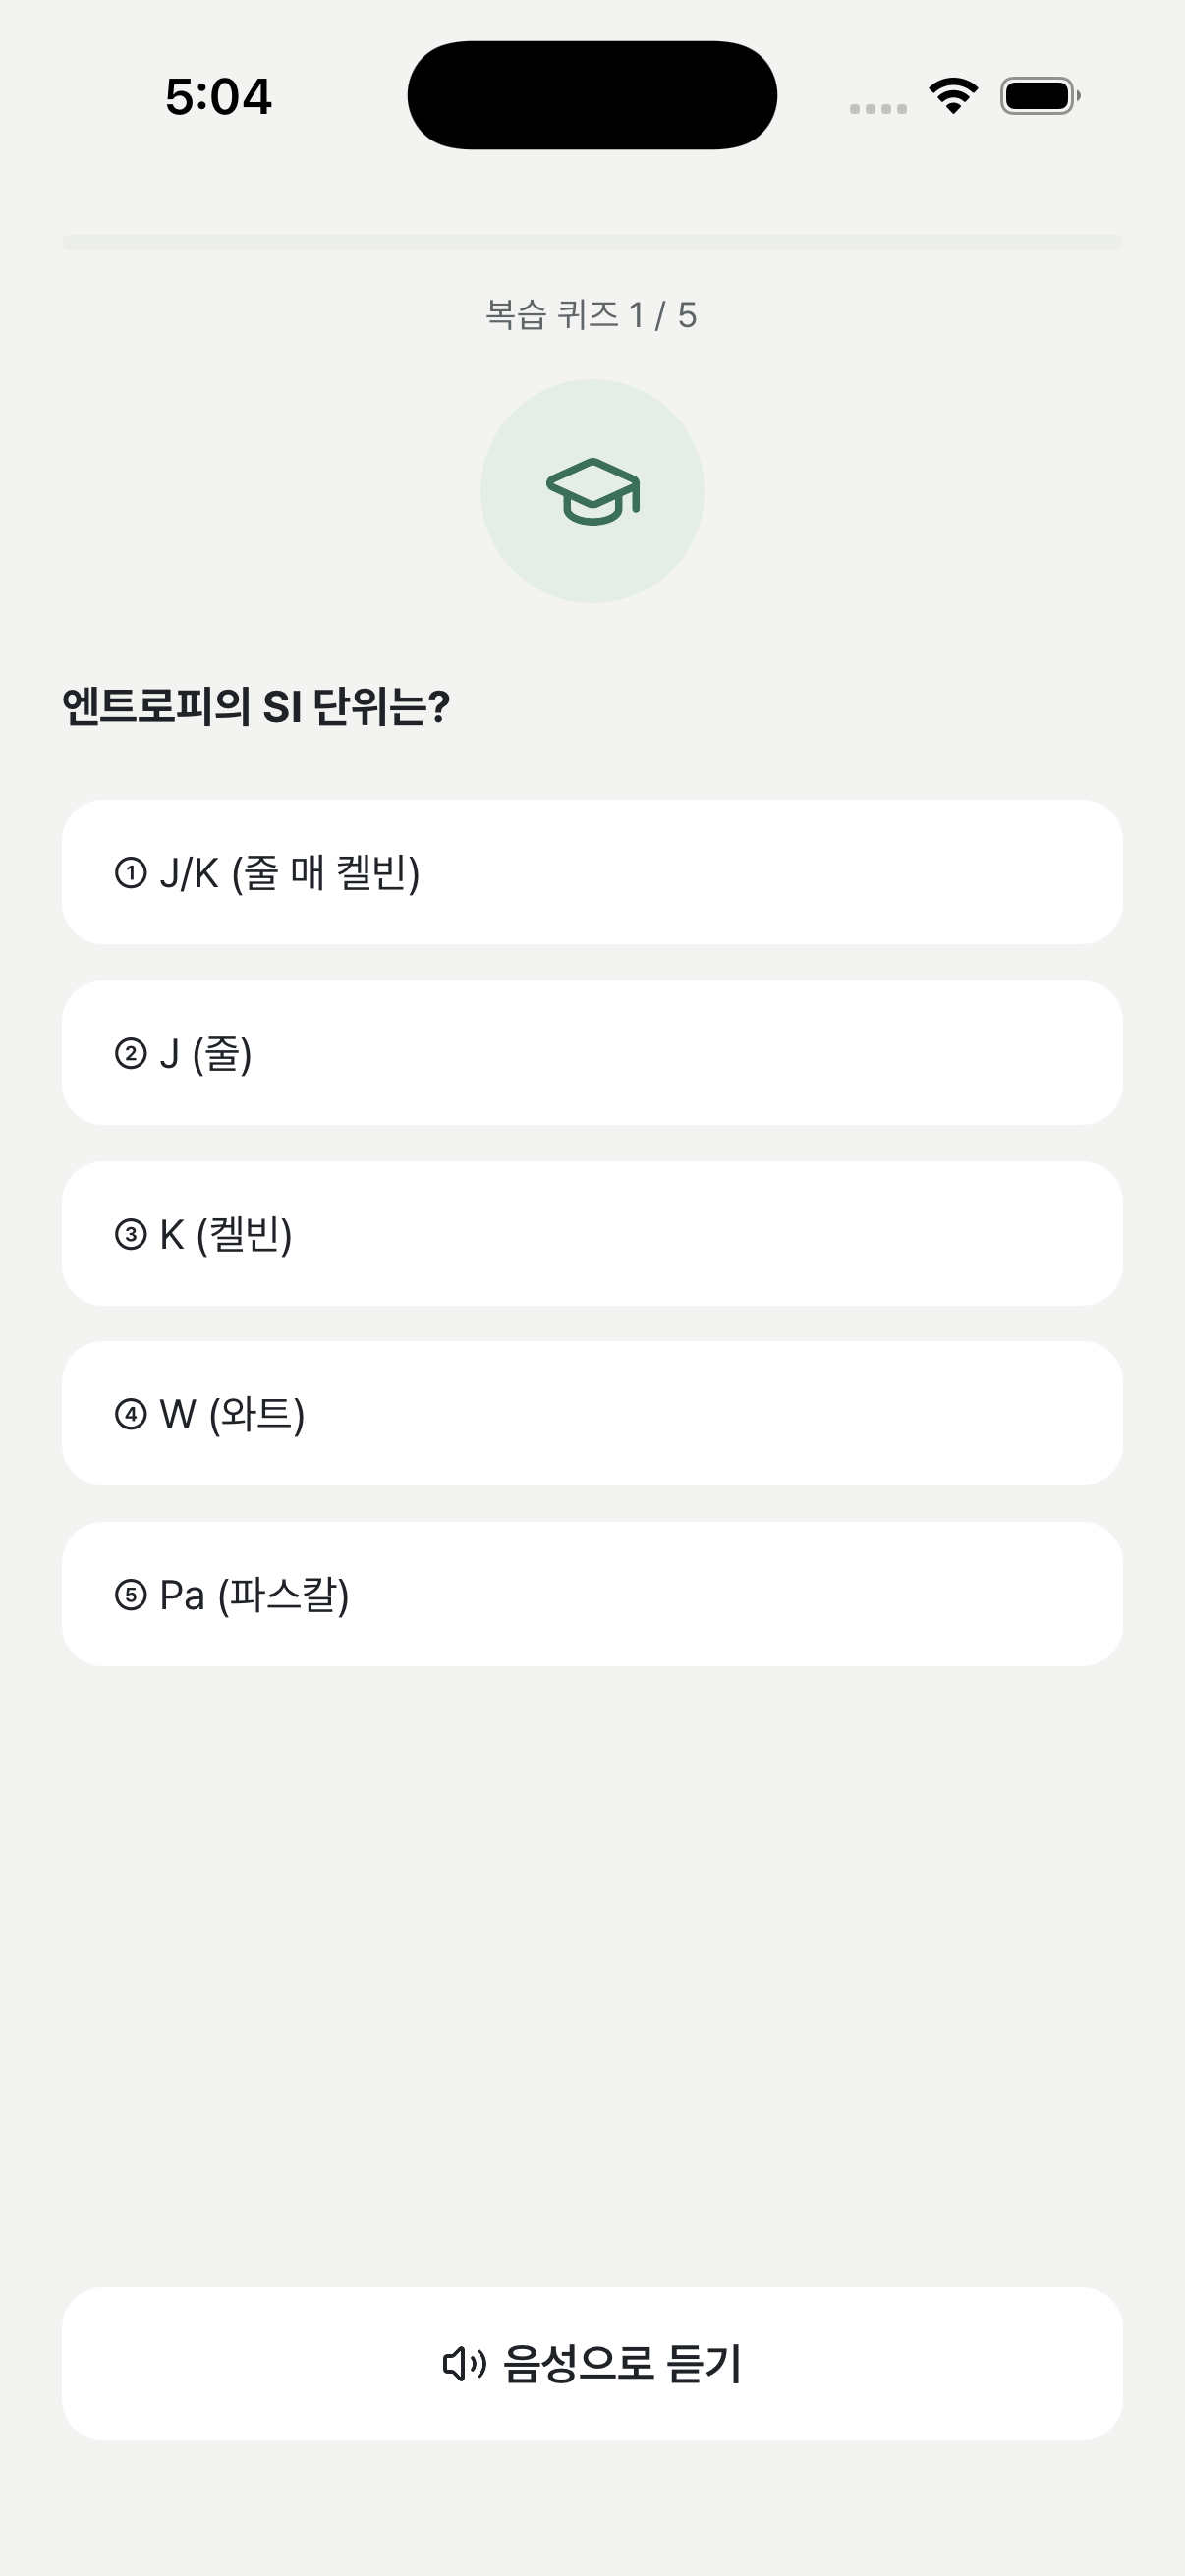 5:04
복습 퀴즈 1 / 5
엔트로피의 SI 단위는?
① J/K (줄 매 켈빈)
② J (줄)
③ K (켈빈)
④ W (와트)
⑤ Pa (파스칼)
음성으로 듣기